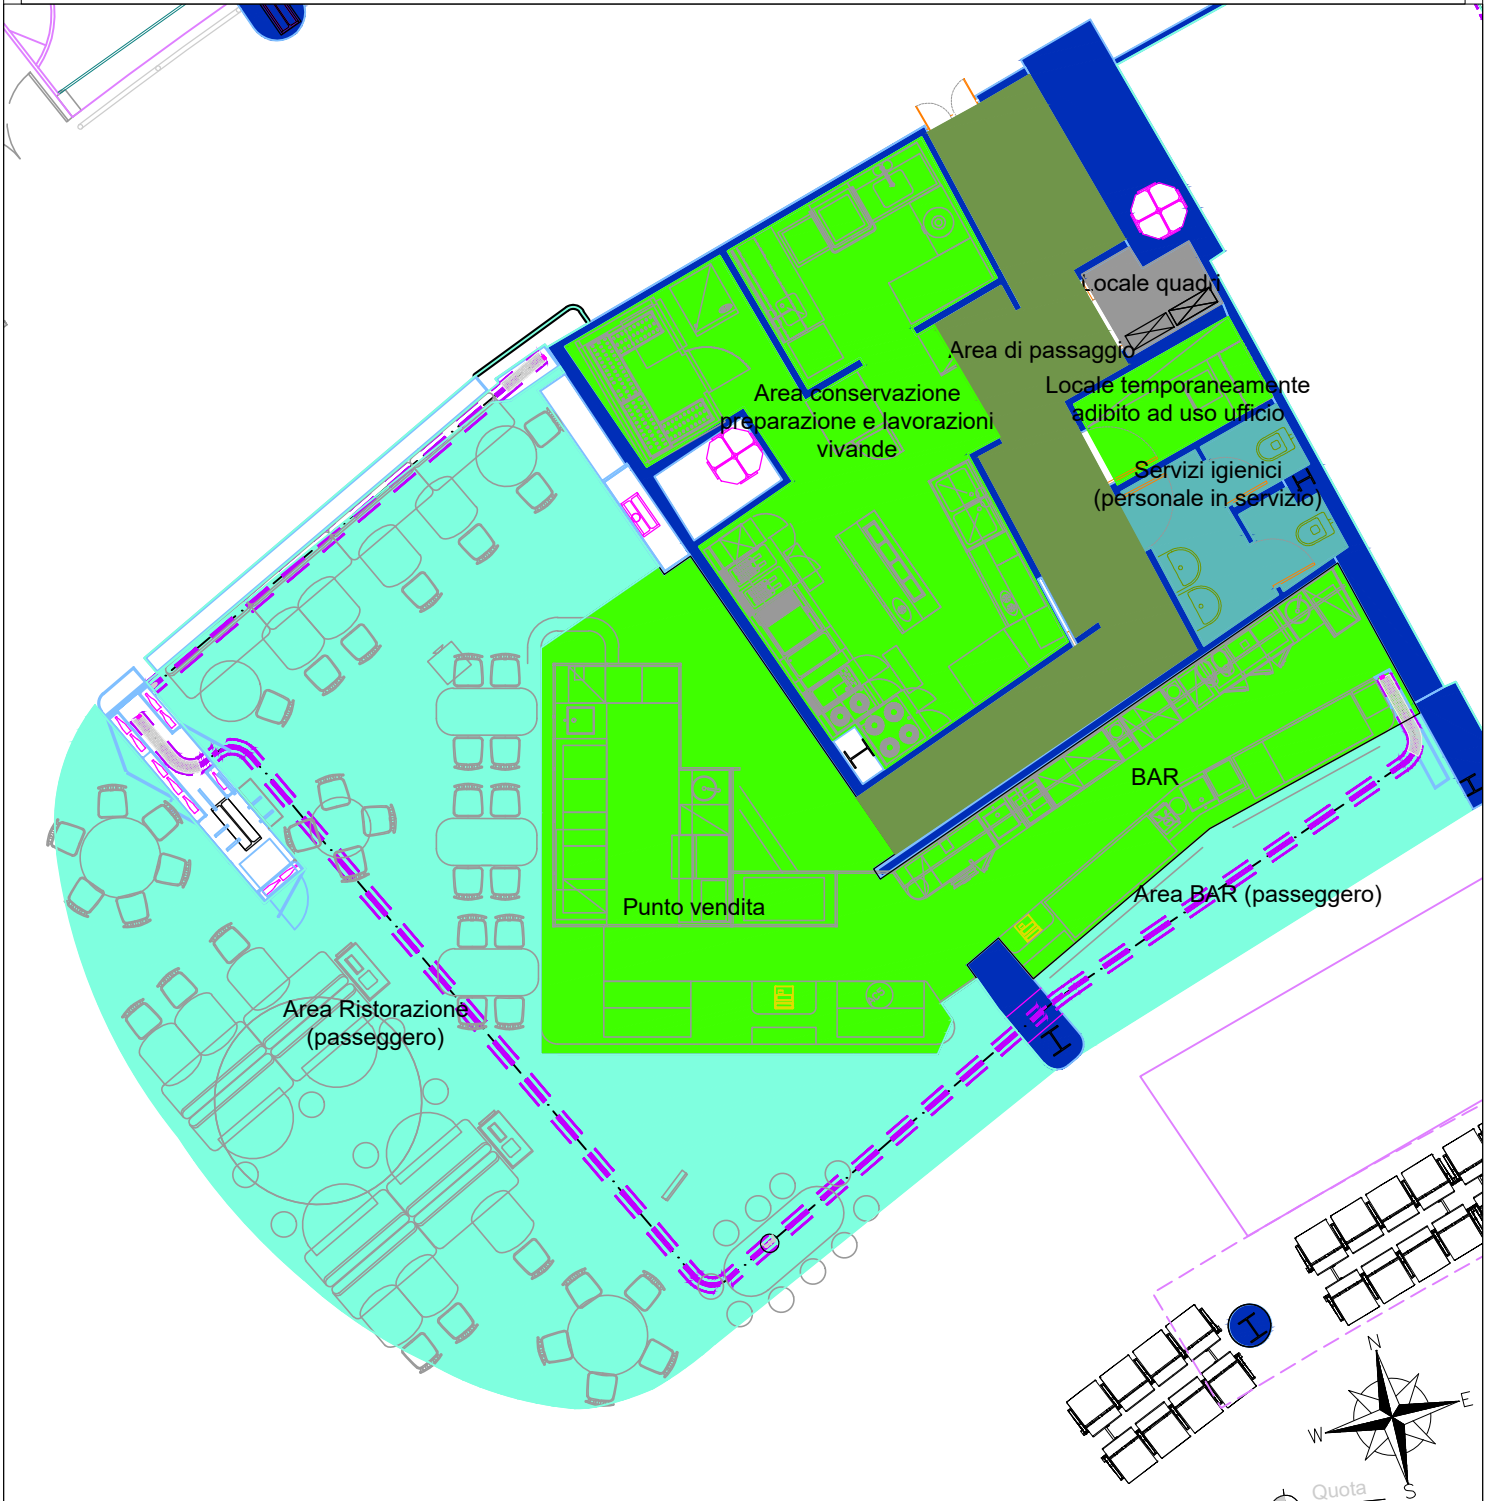 Locale quadri
Area di passaggio
Locale temporaneamente
adibito ad uso ufficio
Area conservazione
preparazione e lavorazioni
vivande
Servizi igienici
(personale in servizio)
BAR
Area BAR (passeggero)
Punto vendita
Area Ristorazione
(passeggero)
N
E
W
S
Quota